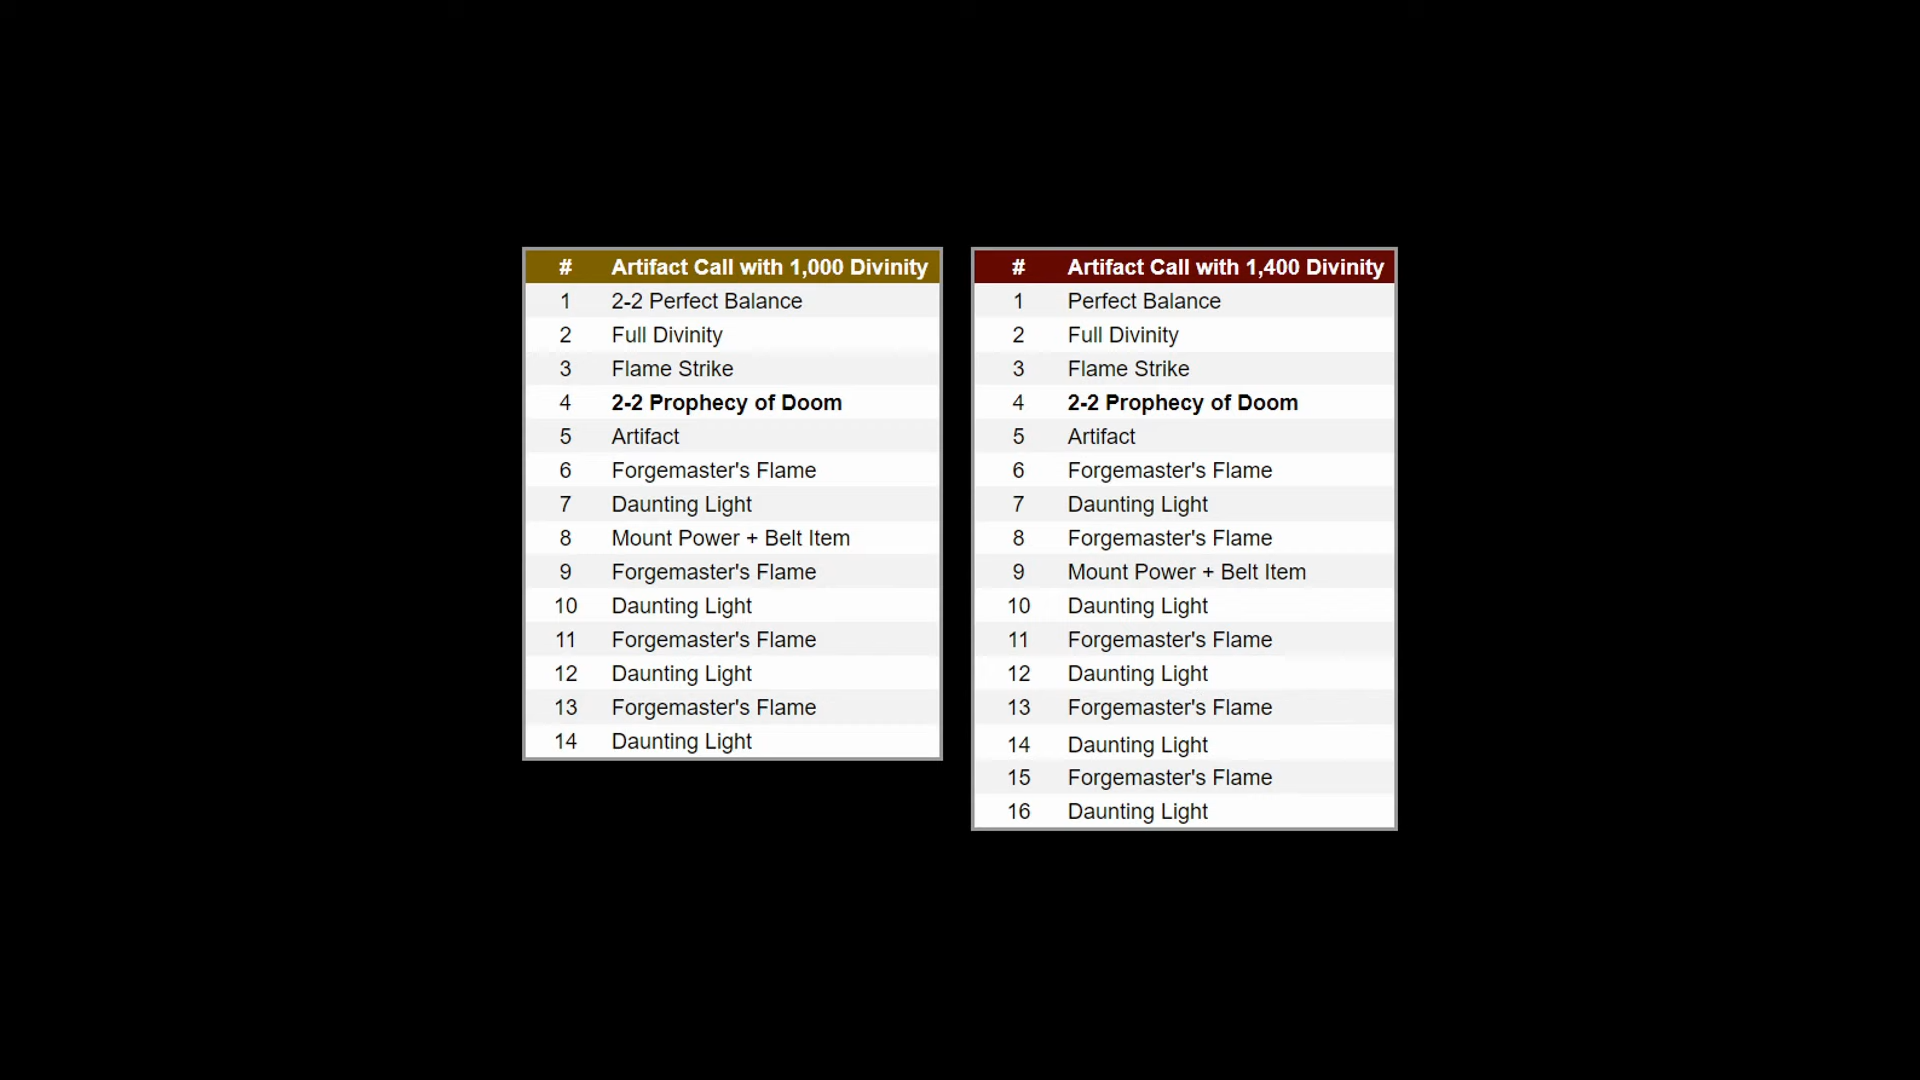 # Artifact Call with 1,000 Divinity
1 2-2 Perfect Balance
2 Full Divinity
3 Flame Strike
4 2-2 Prophecy of Doom
5 Artifact
6 Forgemaster's Flame
7 Daunting Light
8 Mount Power + Belt Item
9 Forgemaster's Flame
10 Daunting Light
11 Forgemaster's Flame
12 Daunting Light
13 Forgemaster's Flame
14 Daunting Light
# Artifact Call with 1,400 Divinity
1 Perfect Balance
2 Full Divinity
3 Flame Strike
4 2-2 Prophecy of Doom
5 Artifact
6 Forgemaster's Flame
7 Daunting Light
8 Forgemaster's Flame
9 Mount Power + Belt Item
10 Daunting Light
11 Forgemaster's Flame
12 Daunting Light
13 Forgemaster's Flame
14 Daunting Light
15 Forgemaster's Flame
16 Daunting Light